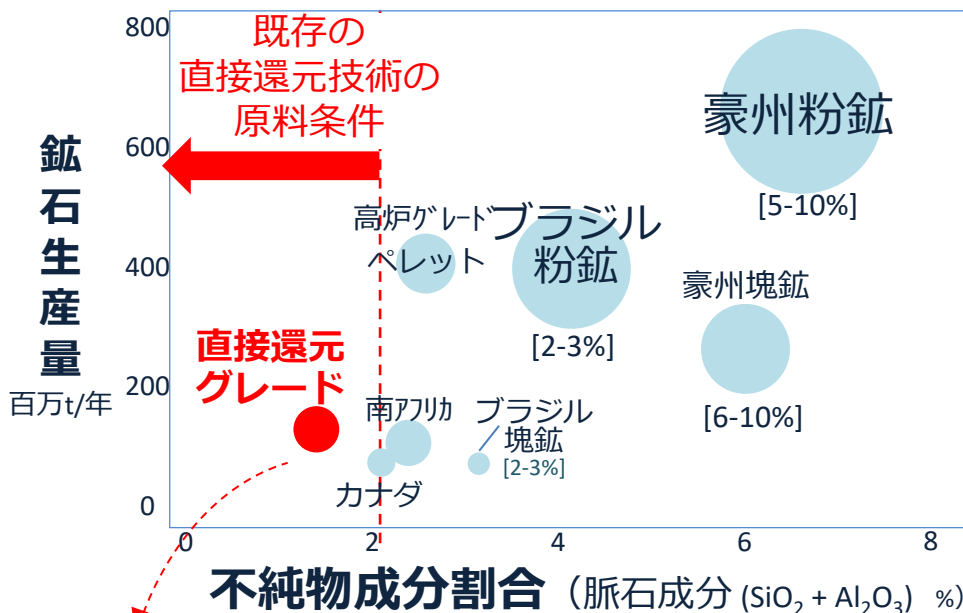 800
既存の
直接還元技術の
原料条件
豪州粉鉱
[5-10%]
600
鉱石生産量
百万t/年
高炉ｸﾞﾚｰﾄﾞ
ペレット
ブラジル
粉鉱
[2-3%]
400
豪州塊鉱
[6-10%]
直接還元
グレード
200
南ｱﾌﾘｶ
ブラジル
塊鉱
[2-3%]
カナダ
0
0 2 4 6 8
不純物成分割合（脈石成分 (SiO₂ + Al₂O₃) %)